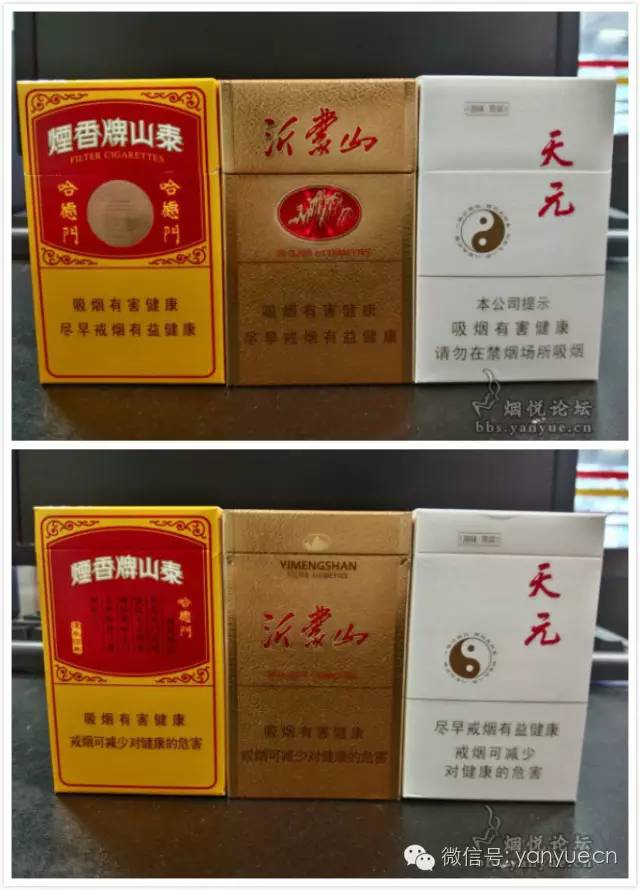 泰山牌香煙
FILTER CIGARETTES
哈德門
哈德門
吸烟有害健康
尽早戒烟有益健康
沂蒙山
吸烟有害健康
尽早戒烟有益健康
天元
本公司提示
吸烟有害健康
请勿在禁烟场所吸烟
烟悦论坛
bbs.yanyue.cn
泰山牌香煙
哈德門
吸烟有害健康
戒烟可减少对健康的危害
YIMENGSHAN
FILTER CIGARETTES
沂蒙山
吸烟有害健康
戒烟可减少对健康的危害
天元
尽早戒烟有益健康
戒烟可减少
对健康的危害
烟悦论坛
微信号: yanyuecn